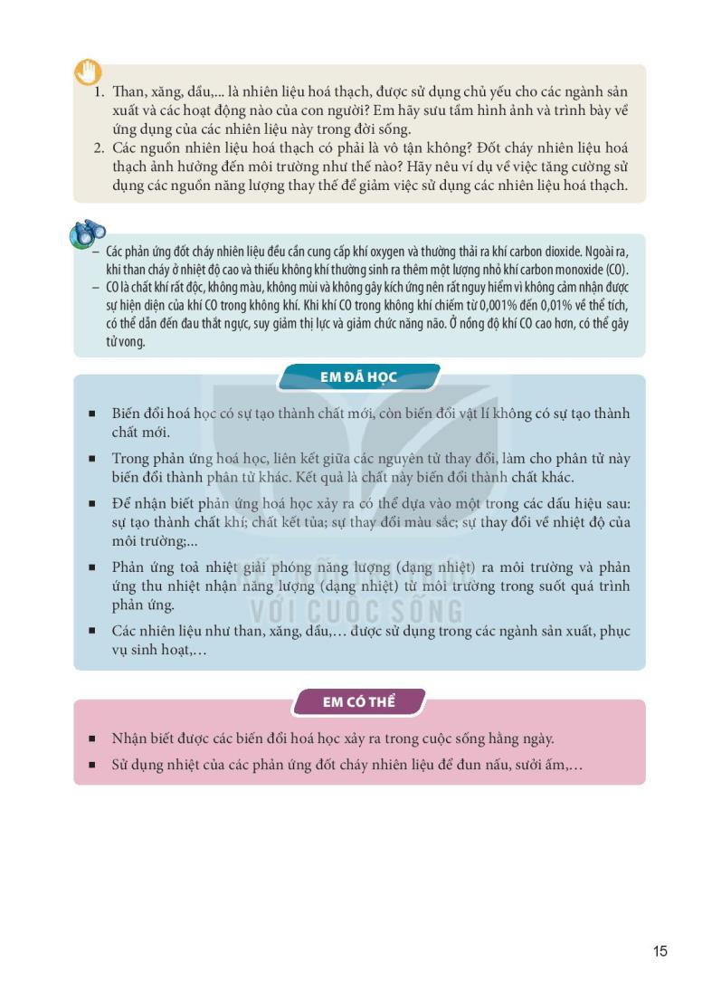 1. Than, xăng, dầu,... là nhiên liệu hoá thạch, được sử dụng chủ yếu cho các ngành sản
xuất và các hoạt động nào của con người? Em hãy sưu tầm hình ảnh và trình bày về
ứng dụng của các nhiên liệu này trong đời sống.
2. Các nguồn nhiên liệu hoá thạch có phải là vô tận không? Đốt cháy nhiên liệu hoá
thạch ảnh hưởng đến môi trường như thế nào? Hãy nêu ví dụ về việc tăng cường sử
dụng các nguồn năng lượng thay thế để giảm việc sử dụng các nhiên liệu hoá thạch.
– Các phản ứng đốt cháy nhiên liệu đều cần cung cấp khí oxygen và thường thải ra khí carbon dioxide. Ngoài ra,
khi than cháy ở nhiệt độ cao và thiếu không khí thường sinh ra thêm một lượng nhỏ khí carbon monoxide (CO).
– CO là chất khí rất độc, không màu, không mùi và không gây kích ứng nên rất nguy hiểm vì không cảm nhận được
sự hiện diện của khí CO trong không khí. Khi khí CO trong không khí chiếm từ 0,001% đến 0,01% về thể tích,
có thể dẫn đến đau thắt ngực, suy giảm thị lực và giảm chức năng não. Ở nồng độ khí CO cao hơn, có thể gây
tử vong.
EM ĐÃ HỌC
▪ Biến đổi hoá học có sự tạo thành chất mới, còn biến đổi vật lí không có sự tạo thành
chất mới.
▪ Trong phản ứng hoá học, liên kết giữa các nguyên tử thay đổi, làm cho phân tử này
biến đổi thành phân tử khác. Kết quả là chất này biến đổi thành chất khác.
▪ Để nhận biết phản ứng hoá học xảy ra có thể dựa vào một trong các dấu hiệu sau:
sự tạo thành chất khí; chất kết tủa; sự thay đổi màu sắc; sự thay đổi về nhiệt độ của
môi trường;...
▪ Phản ứng toả nhiệt giải phóng năng lượng (dạng nhiệt) ra môi trường và phản
ứng thu nhiệt nhận năng lượng (dạng nhiệt) từ môi trường trong suốt quá trình
phản ứng.
KẾT NỐI TRI THỨC
VỚI CUỘC SỐNG
▪ Các nhiên liệu như than, xăng, dầu,… được sử dụng trong các ngành sản xuất, phục
vụ sinh hoạt,…
EM CÓ THỂ
▪ Nhận biết được các biến đổi hoá học xảy ra trong cuộc sống hằng ngày.
▪ Sử dụng nhiệt của các phản ứng đốt cháy nhiên liệu để đun nấu, sưởi ấm,…
15